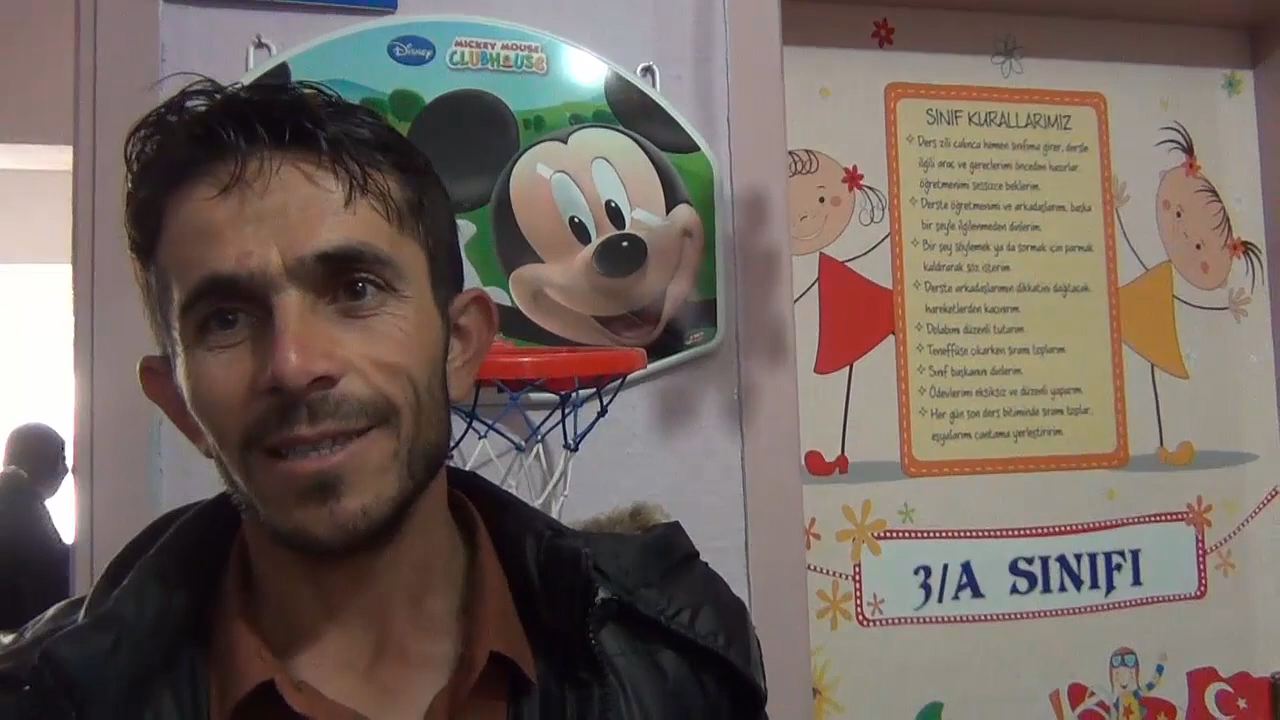 Disney
MICKEY MOUSE
CLUBHOUSE
SINIF KURALLARIMIZ
Ders zili çalınca hemen sınıfıma girer, dersle
ilgili araç ve gereçlerimi önceden hazırlar,
öğretmenimi sessizce beklerim.
Derste öğretmenimi ve arkadaşlarımı, başka
bir şeyle ilgilenmeden dinlerim.
Bir şey söylemek ya da sormak için parmak
kaldırarak söz isterim.
Derste arkadaşlarımın dikkatini dağıtacak
hareketlerden kaçınırım.
Dolabımı düzenli tutarım.
Teneffüse çıkarken sıramı toplarım.
Sınıf başkanını dinlerim.
Ödevlerimi eksiksiz ve düzenli yaparım.
Her gün son ders bitiminde sıramı toplar,
eşyalarımı çantama yerleştiririm.
3/A SINIFI